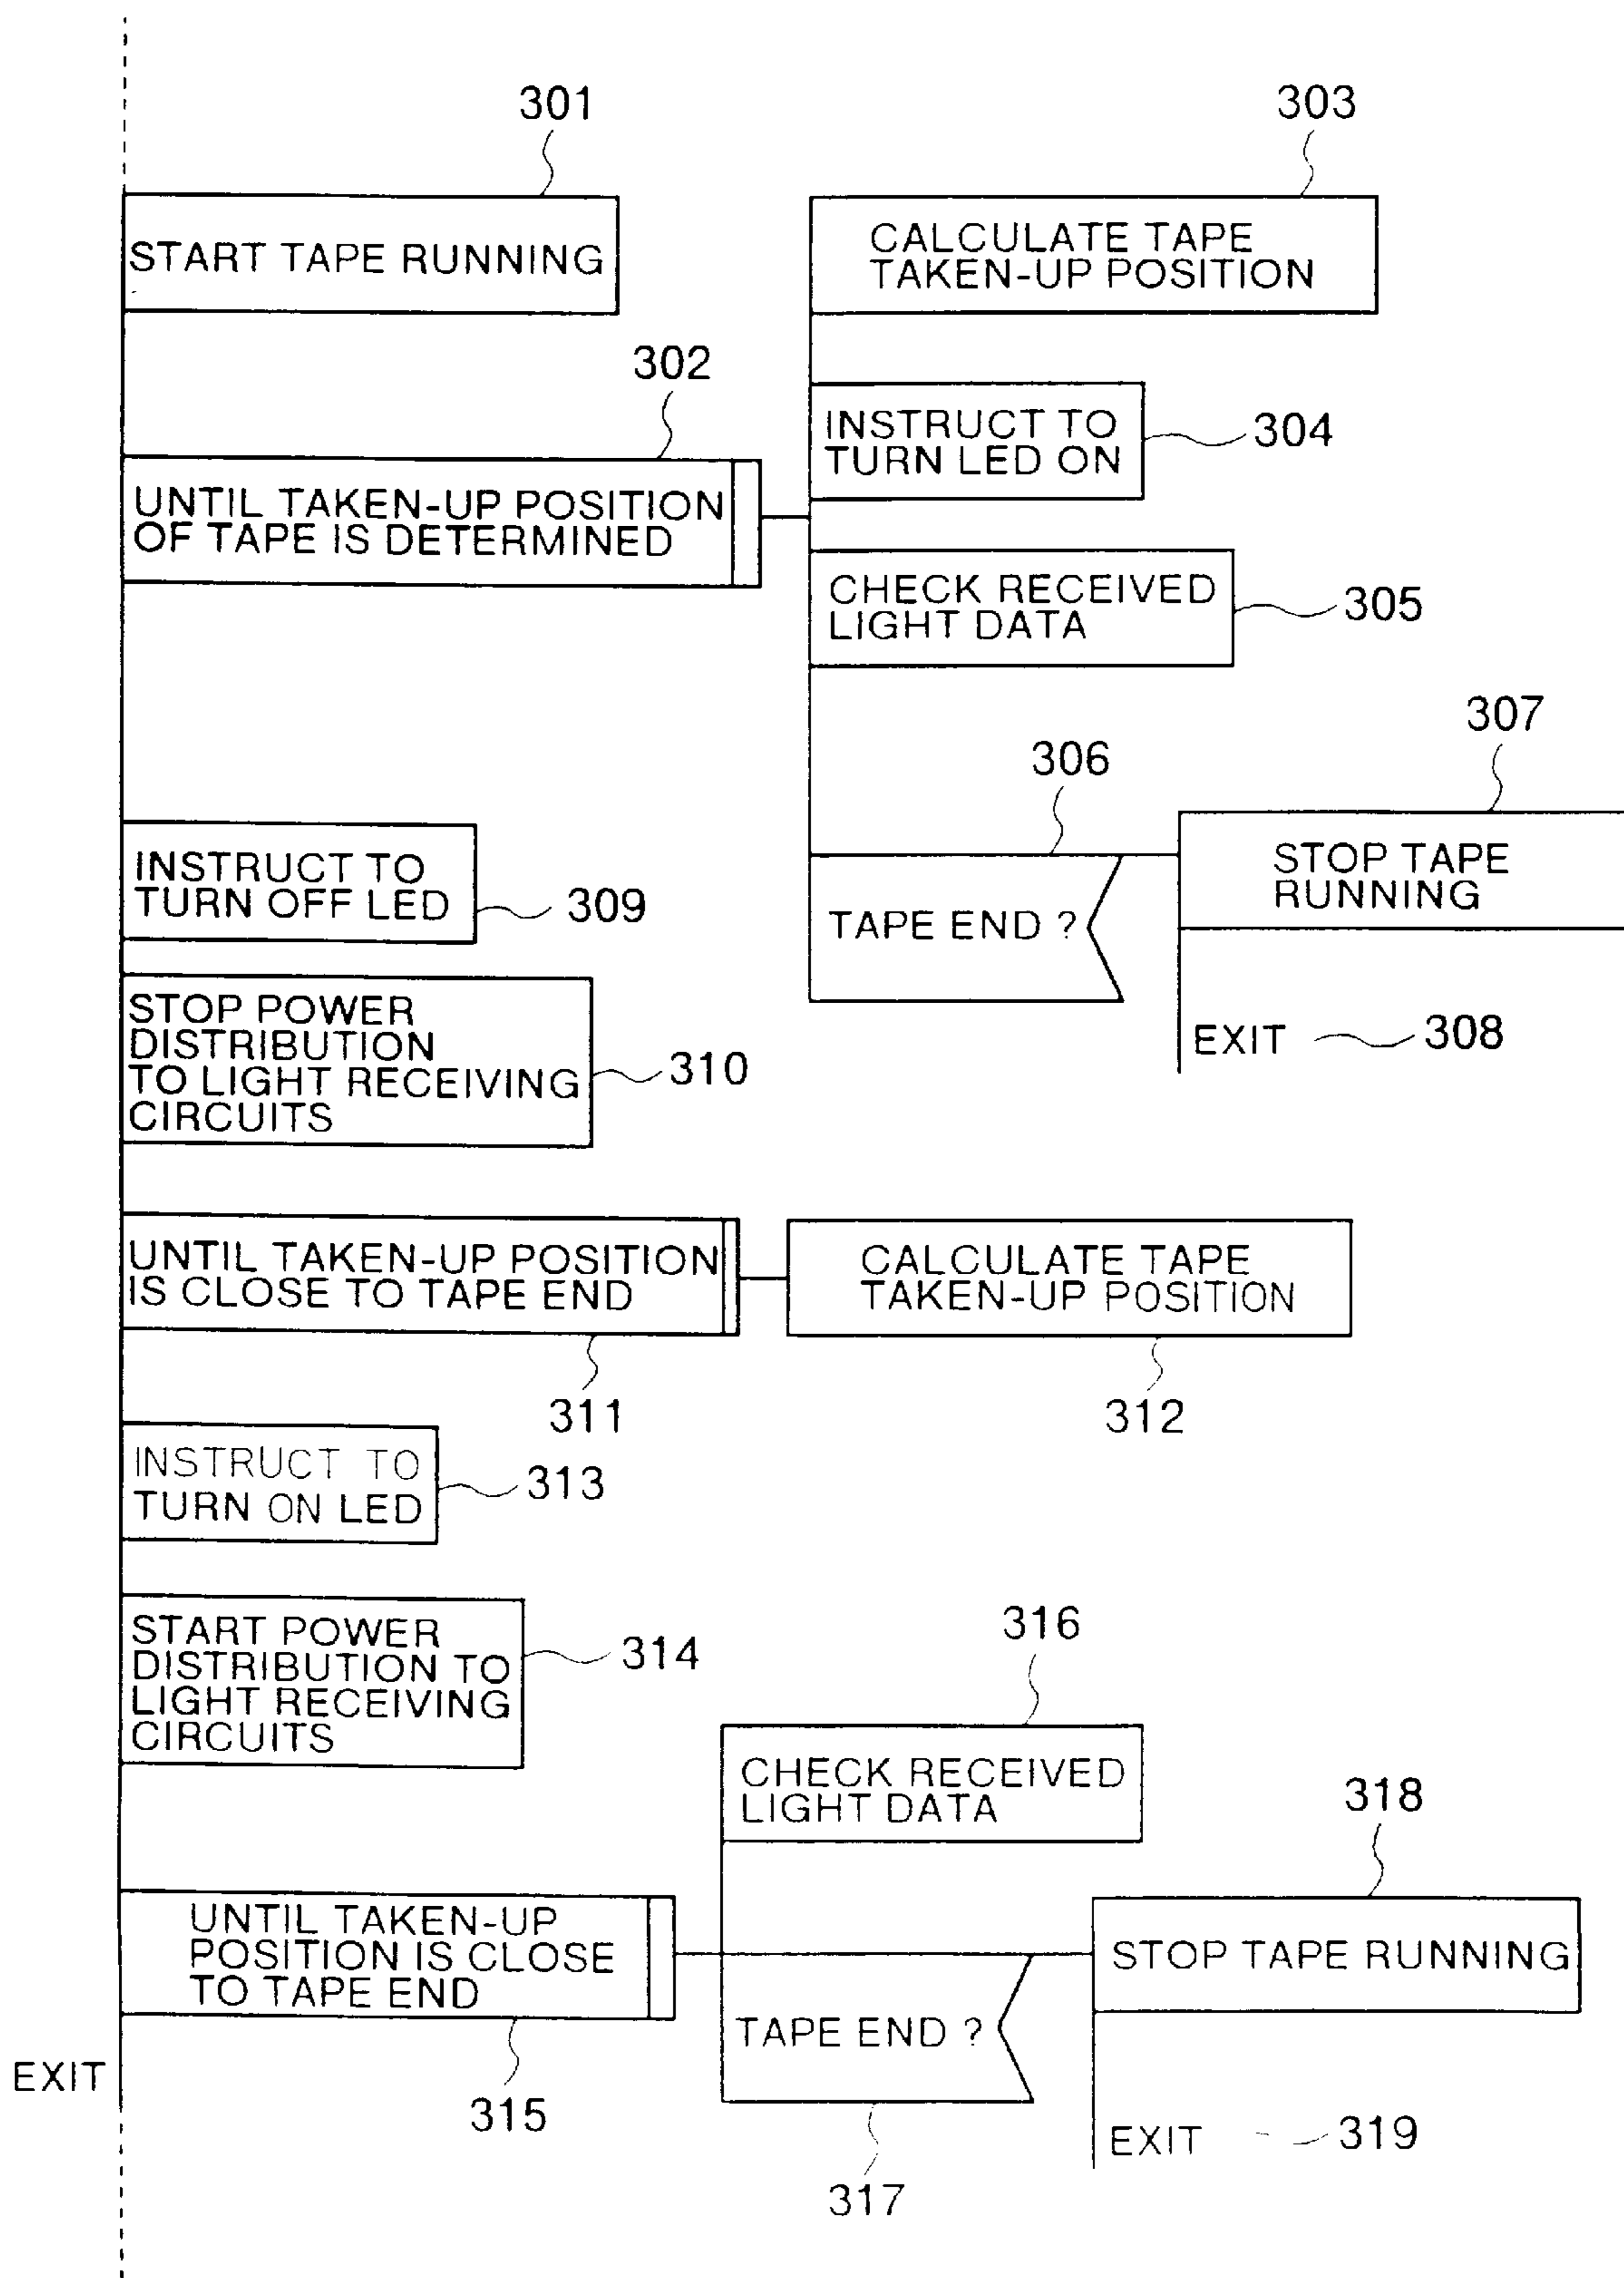 301
303
START TAPE RUNNING
CALCULATE TAPE
TAKEN-UP POSITION
302
INSTRUCT TO
TURN LED ON
304
UNTIL TAKEN-UP POSITION
OF TAPE IS DETERMINED
CHECK RECEIVED
LIGHT DATA
305
306
307
INSTRUCT TO
TURN OFF LED
309
TAPE END ?
STOP TAPE
RUNNING
STOP POWER
DISTRIBUTION
TO LIGHT RECEIVING
CIRCUITS
310
EXIT
308
UNTIL TAKEN-UP POSITION
IS CLOSE TO TAPE END
CALCULATE TAPE
TAKEN-UP POSITION
311
312
INSTRUCT TO
TURN ON LED
313
START POWER
DISTRIBUTION TO
LIGHT RECEIVING
CIRCUITS
314
316
CHECK RECEIVED
LIGHT DATA
318
UNTIL TAKEN-UP
POSITION IS CLOSE
TO TAPE END
STOP TAPE RUNNING
TAPE END ?
EXIT
315
EXIT
319
317